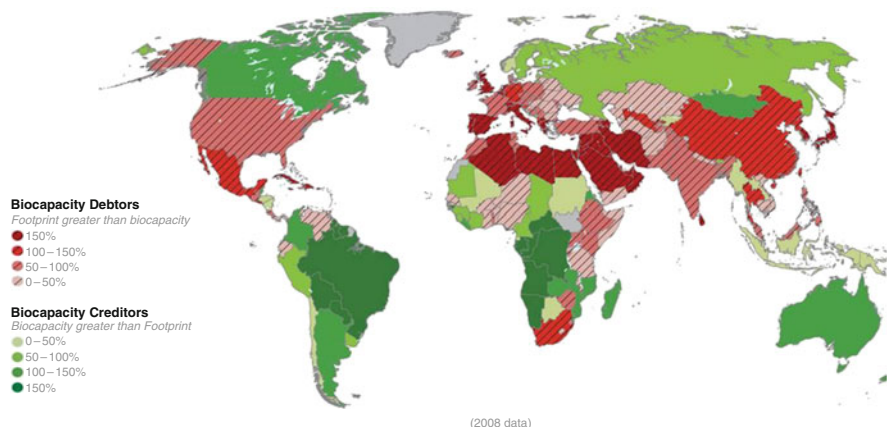 Biocapacity Debtors
Footprint greater than biocapacity
150%
100–150%
50–100%
0–50%
Biocapacity Creditors
Biocapacity greater than Footprint
0–50%
50–100%
100–150%
150%
(2008 data)